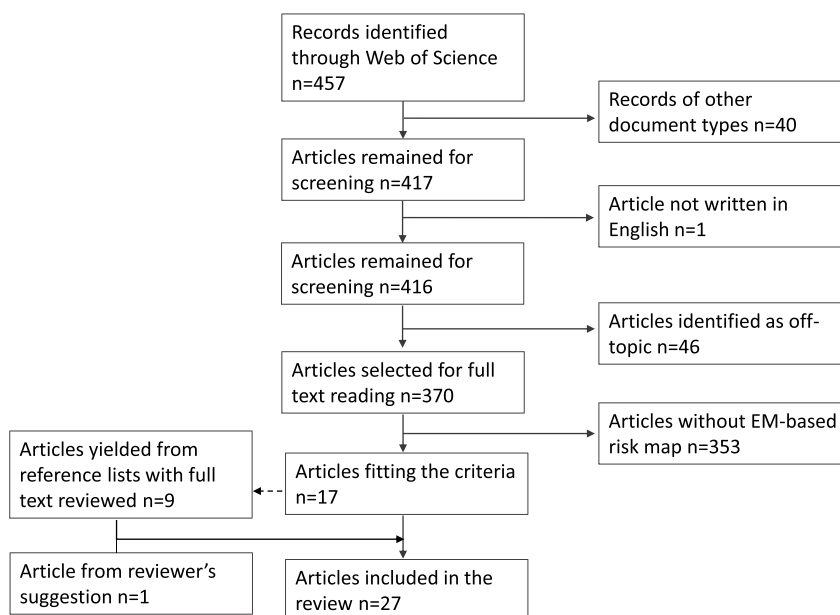 Records identified
through Web of Science
n=457
Records of other
document types n=40
Articles remained for
screening n=417
Article not written in
English n=1
Articles remained for
screening n=416
Articles identified as off-
topic n=46
Articles selected for full
text reading n=370
Articles without EM-based
risk map n=353
Articles yielded from
reference lists with full
text reviewed n=9
Articles fitting the criteria
n=17
Article from reviewer's
suggestion n=1
Articles included in the
review n=27